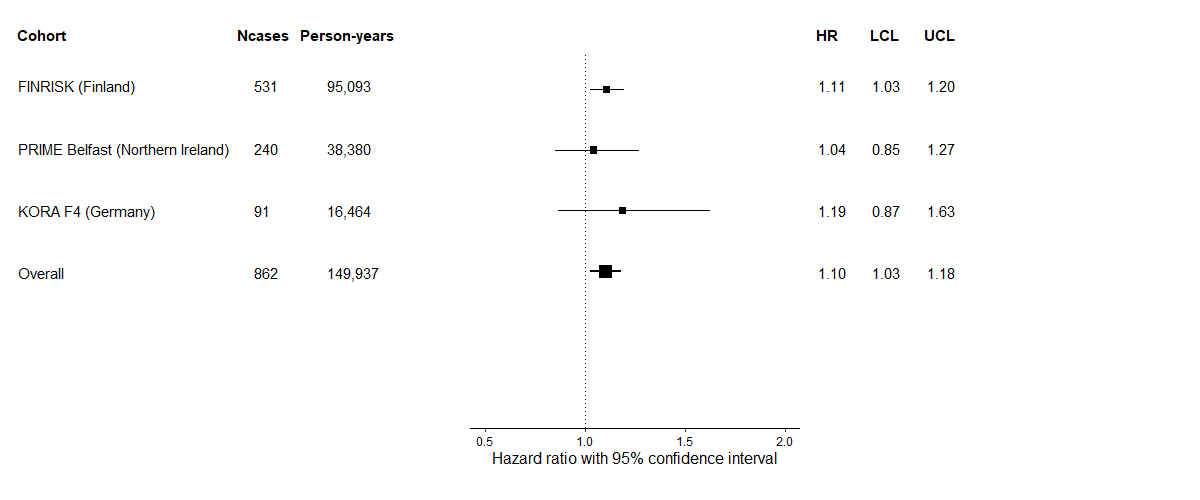 Cohort Ncases Person-years HR LCL UCL
FINRISK (Finland) 531 95,093 1.11 1.03 1.20
PRIME Belfast (Northern Ireland) 240 38,380 1.04 0.85 1.27
KORA F4 (Germany) 91 16,464 1.19 0.87 1.63
Overall 862 149,937 1.10 1.03 1.18
0.5 1.0 1.5 2.0
Hazard ratio with 95% confidence interval